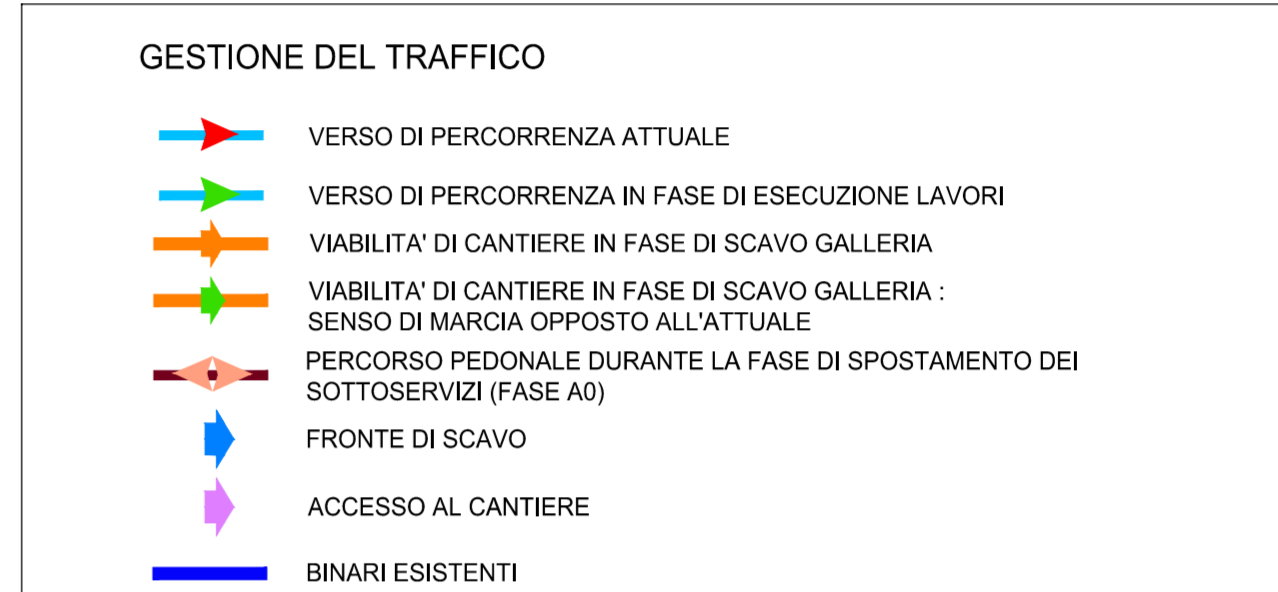 GESTIONE DEL TRAFFICO
VERSO DI PERCORRENZA ATTUALE
VERSO DI PERCORRENZA IN FASE DI ESECUZIONE LAVORI
VIABILITA' DI CANTIERE IN FASE DI SCAVO GALLERIA
VIABILITA' DI CANTIERE IN FASE DI SCAVO GALLERIA :
SENSO DI MARCIA OPPOSTO ALL'ATTUALE
PERCORSO PEDONALE DURANTE LA FASE DI SPOSTAMENTO DEI
SOTTOSERVIZI (FASE A0)
FRONTE DI SCAVO
ACCESSO AL CANTIERE
BINARI ESISTENTI